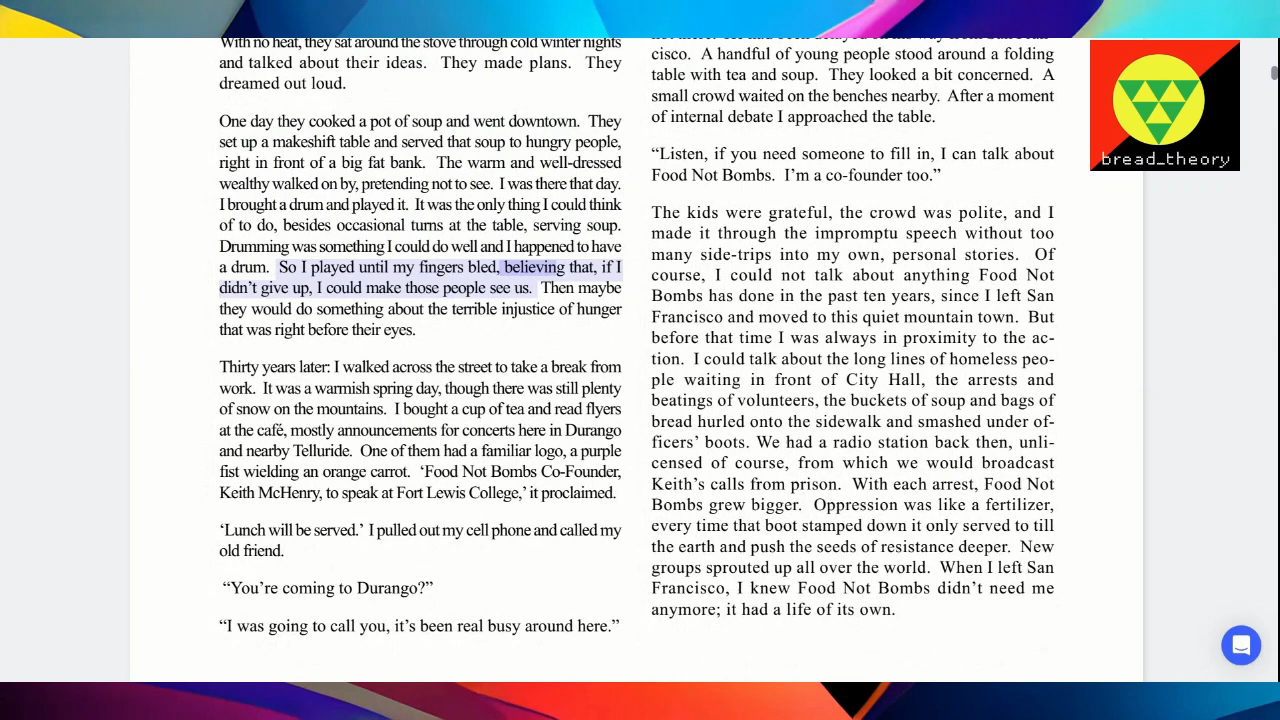 With no heat, they sat around the stove through cold winter nights
and talked about their ideas.  They made plans.  They
dreamed out loud.
One day they cooked a pot of soup and went downtown.  They
set up a makeshift table and served that soup to hungry people,
right in front of a big fat bank.  The warm and well-dressed
wealthy walked on by, pretending not to see.  I was there that day.
I brought a drum and played it.  It was the only thing I could think
of to do, besides occasional turns at the table, serving soup.
Drumming was something I could do well and I happened to have
a drum.  So I played until my fingers bled, believing that, if I
didn’t give up, I could make those people see us.  Then maybe
they would do something about the terrible injustice of hunger
that was right before their eyes.
Thirty years later: I walked across the street to take a break from
work.  It was a warmish spring day, though there was still plenty
of snow on the mountains.  I bought a cup of tea and read flyers
at the café, mostly announcements for concerts here in Durango
and nearby Telluride.  One of them had a familiar logo, a purple
fist wielding an orange carrot.  ‘Food Not Bombs Co-Founder,
Keith McHenry, to speak at Fort Lewis College,’ it proclaimed.
‘Lunch will be served.’  I pulled out my cell phone and called my
old friend.
“You’re coming to Durango?”
“I was going to call you, it’s been real busy around here.”
cisco.  A handful of young people stood around a folding
table with tea and soup.  They looked a bit concerned.  A
small crowd waited on the benches nearby.  After a moment
of internal debate I approached the table.
“Listen, if you need someone to fill in, I can talk about
Food Not Bombs.  I’m a co-founder too.”
The kids were grateful, the crowd was polite, and I
made it through the impromptu speech without too
many side-trips into my own, personal stories.  Of
course, I could not talk about anything Food Not
Bombs has done in the past ten years, since I left San
Francisco and moved to this quiet mountain town.  But
before that time I was always in proximity to the ac-
tion.  I could talk about the long lines of homeless peo-
ple waiting in front of City Hall, the arrests and
beatings of volunteers, the buckets of soup and bags of
bread hurled onto the sidewalk and smashed under of-
ficers’ boots. We had a radio station back then, unli-
censed of course, from which we would broadcast
Keith’s calls from prison.  With each arrest, Food Not
Bombs grew bigger.  Oppression was like a fertilizer,
every time that boot stamped down it only served to till
the earth and push the seeds of resistance deeper.  New
groups sprouted up all over the world.  When I left San
Francisco, I knew Food Not Bombs didn’t need me
anymore; it had a life of its own.
bread_theory